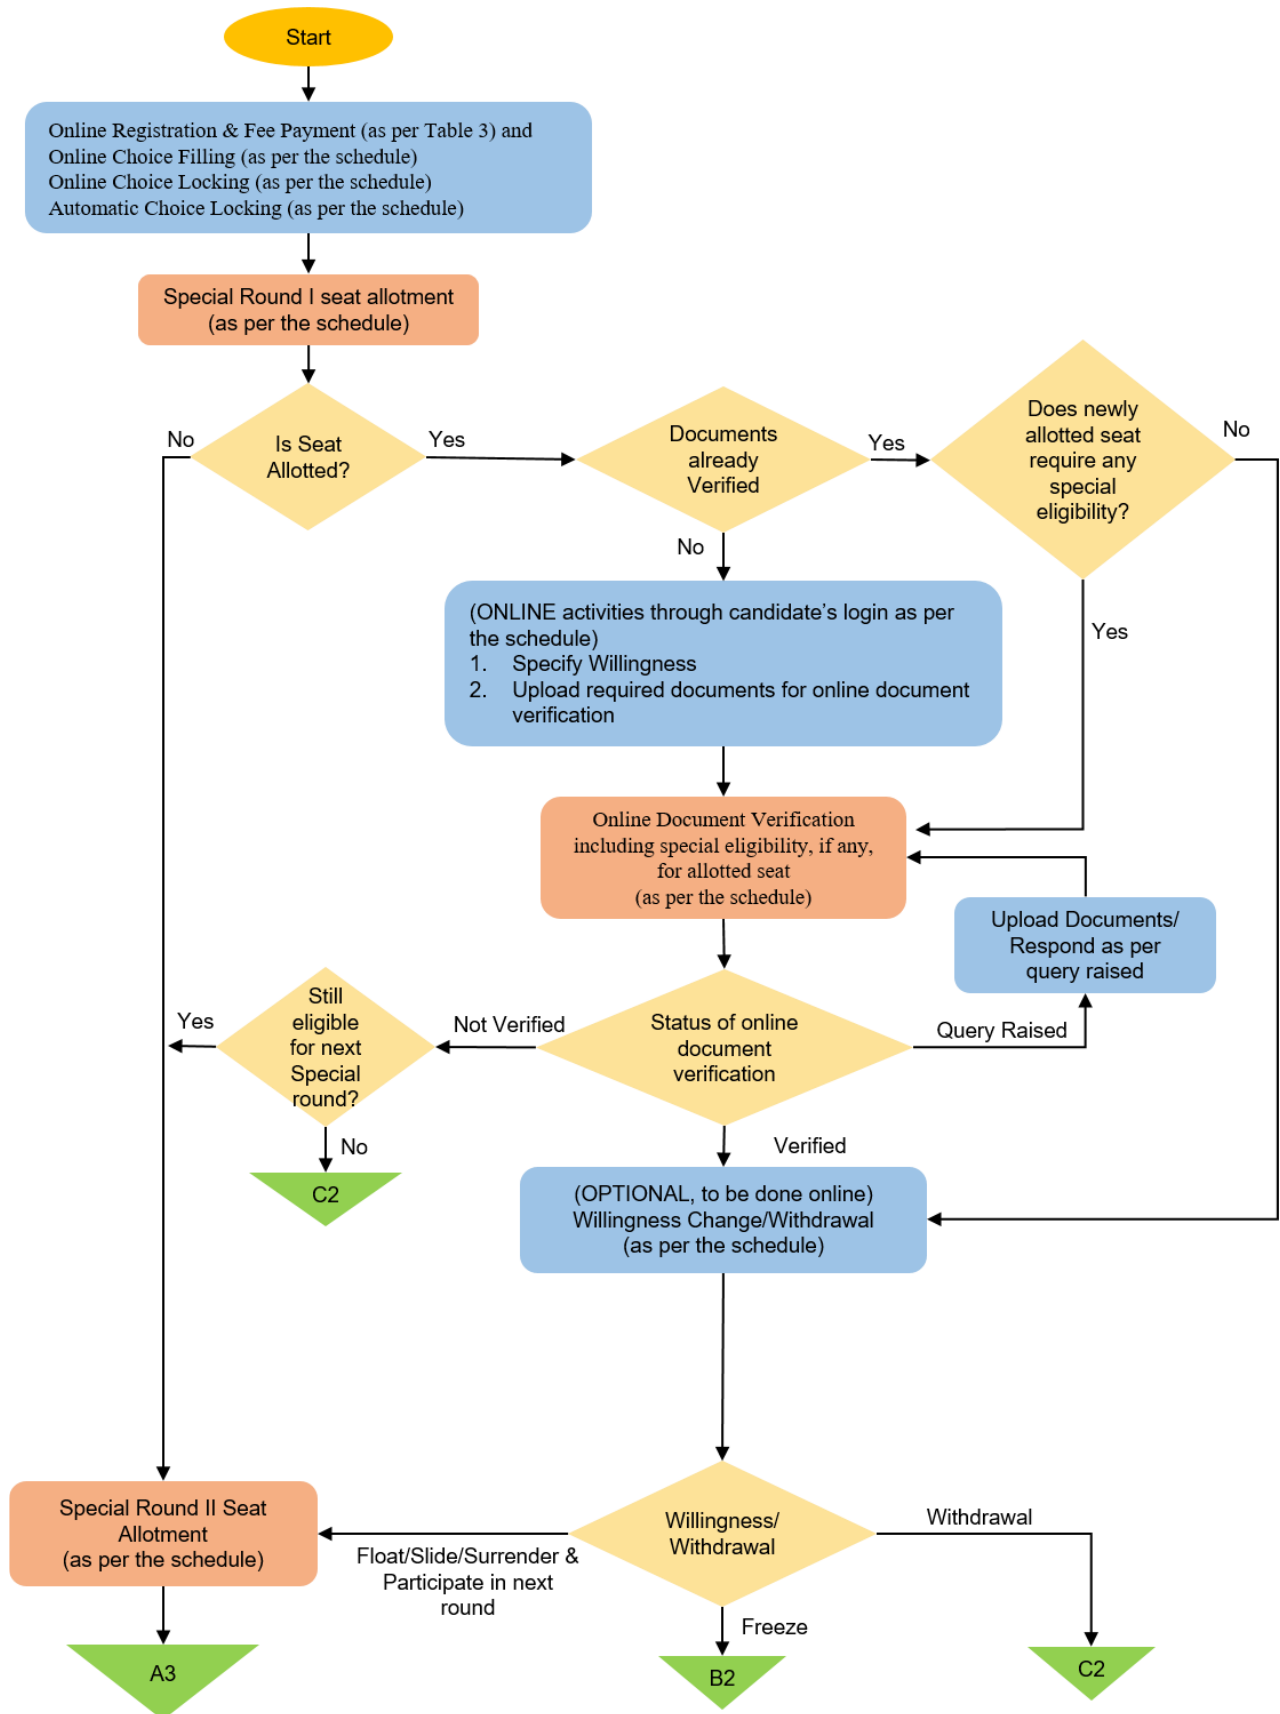 Start
Online Registration & Fee Payment (as per Table 3) and
Online Choice Filling (as per the schedule)
Online Choice Locking (as per the schedule)
Automatic Choice Locking (as per the schedule)
Special Round I seat allotment
(as per the schedule)
Is Seat
Allotted?
No
Yes
Documents
already
Verified
Yes
No
Does newly
allotted seat
require any
special
eligibility?
No
Yes
(ONLINE activities through candidate’s login as per
the schedule)
1. Specify Willingness
2. Upload required documents for online document
verification
Online Document Verification
including special eligibility, if any,
for allotted seat
(as per the schedule)
Upload Documents/
Respond as per
query raised
Status of online
document
verification
Query Raised
Not Verified
Verified
Still
eligible
for next
Special
round?
Yes
No
C2
(OPTIONAL, to be done online)
Willingness Change/Withdrawal
(as per the schedule)
Willingness/
Withdrawal
Withdrawal
Float/Slide/Surrender &
Participate in next
round
Freeze
Special Round II Seat
Allotment
(as per the schedule)
A3
B2
C2